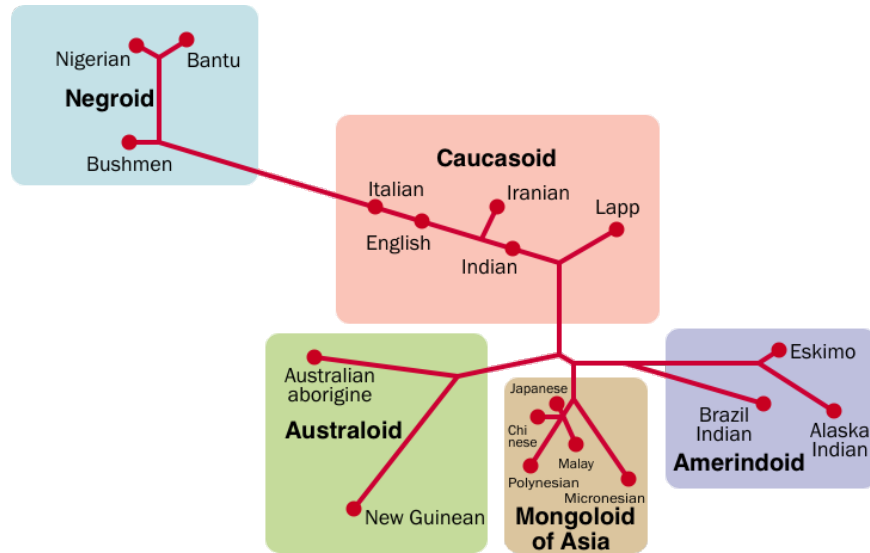 Nigerian
Bantu
Negroid
Bushmen
Caucasoid
Italian
Iranian
Lapp
English
Indian
Australian
aborigine
Australoid
New Guinean
Japanese
Chi
nese
Malay
Polynesian
Micronesian
Mongoloid
of Asia
Eskimo
Brazil
Indian
Alaska
Indian
Amerindoid